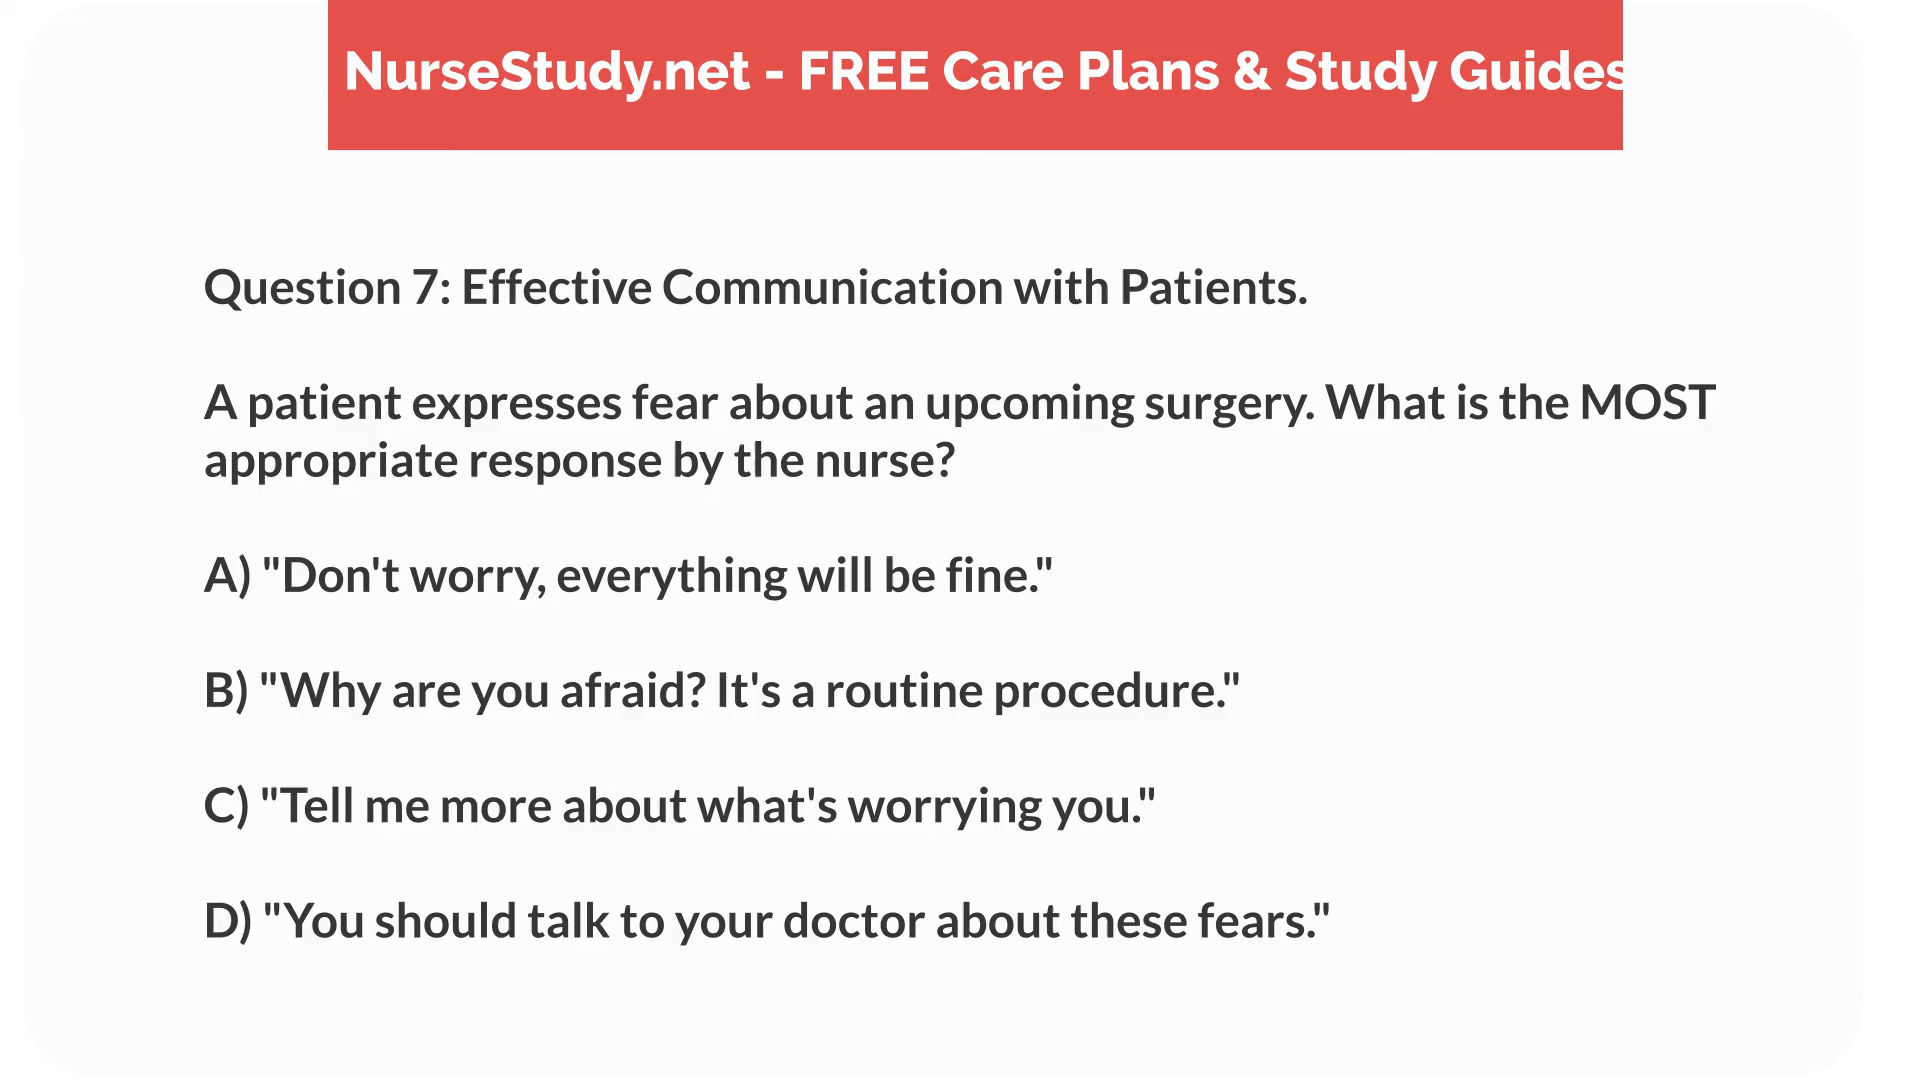 NurseStudy.net - FREE Care Plans & Study Guides
Question 7: Effective Communication with Patients.
A patient expresses fear about an upcoming surgery. What is the MOST
appropriate response by the nurse?
A) "Don't worry, everything will be fine."
B) "Why are you afraid? It's a routine procedure."
C) "Tell me more about what's worrying you."
D) "You should talk to your doctor about these fears."